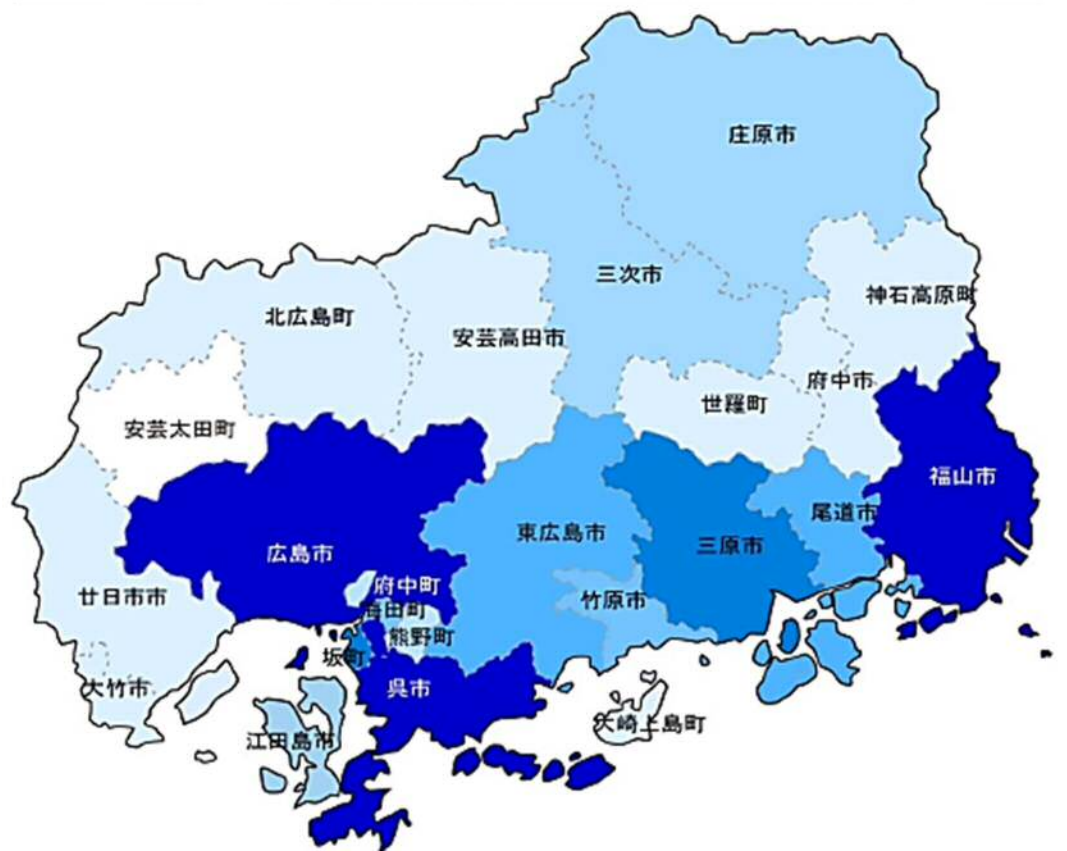 庄原市
三次市
神石高原町
北広島町
安芸高田市
府中市
世羅町
安芸太田町
福山市
尾道市
東広島市
三原市
広島市
府中町
廿日市市
竹原市
海田町
熊野町
坂町
大竹市
呉市
江田島市
大崎上島町